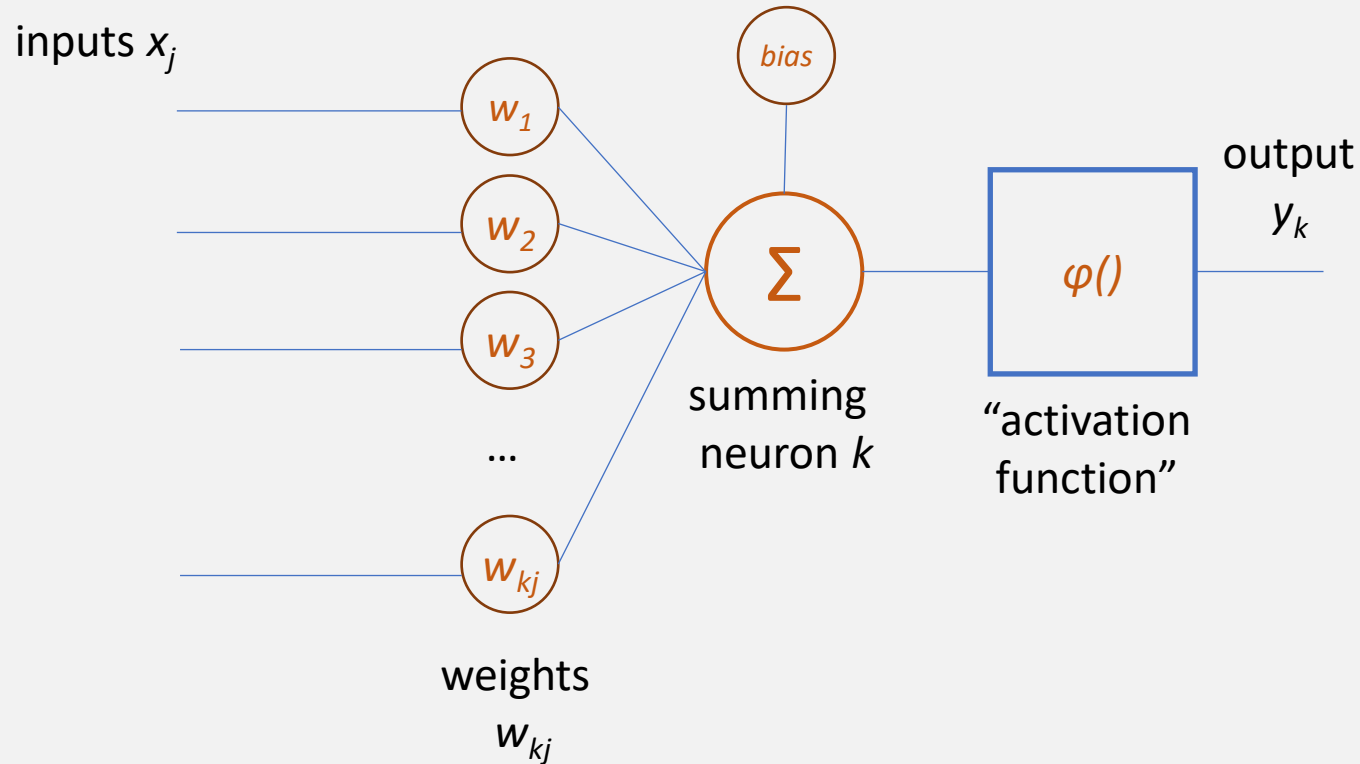 inputs xⱼ
bias
w₁
w₂
w₃
...
wₖⱼ
weights
wₖⱼ
Σ
summing
neuron k
φ()
“activation
function”
output
yₖ